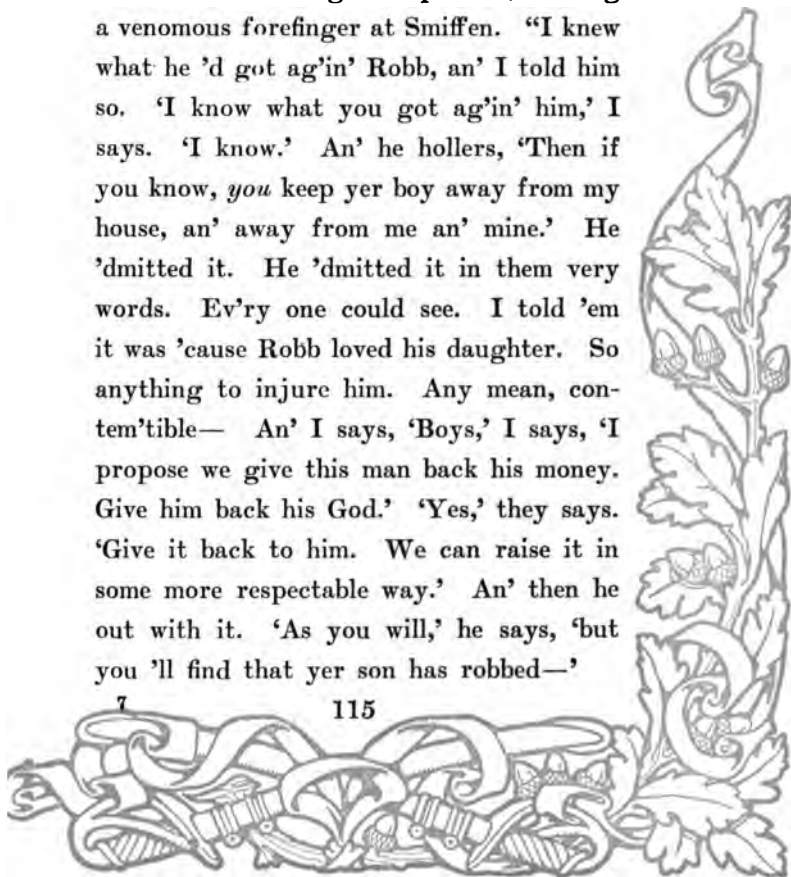 a venomous forefinger at Smiffen. “I knew
what he ’d got ag’in’ Robb, an’ I told him
so. ‘I know what you got ag’in’ him,’ I
says. ‘I know.’ An’ he hollers, ‘Then if
you know, you keep yer boy away from my
house, an’ away from me an’ mine.’ He
’dmitted it. He ’dmitted it in them very
words. Ev’ry one could see. I told ’em
it was ’cause Robb loved his daughter. So
anything to injure him. Any mean, con-
tem’tible— An’ I says, ‘Boys,’ I says, ‘I
propose we give this man back his money.
Give him back his God.’ ‘Yes,’ they says.
‘Give it back to him. We can raise it in
some more respectable way.’ An’ then he
out with it. ‘As you will,’ he says, ‘but
you ’ll find that yer son has robbed—’
7 115